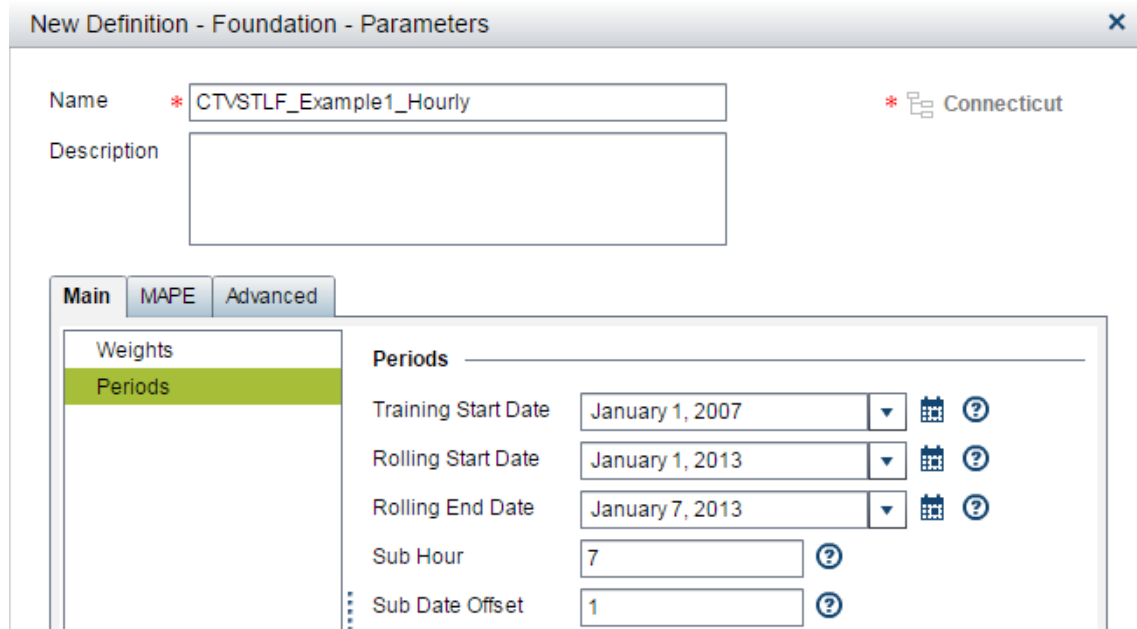 New Definition - Foundation - Parameters
Name * CTVSTLF_Example1_Hourly * Connecticut
Description
Main MAPE Advanced
Weights
Periods
Periods
Training Start Date January 1, 2007
Rolling Start Date January 1, 2013
Rolling End Date January 7, 2013
Sub Hour 7
Sub Date Offset 1